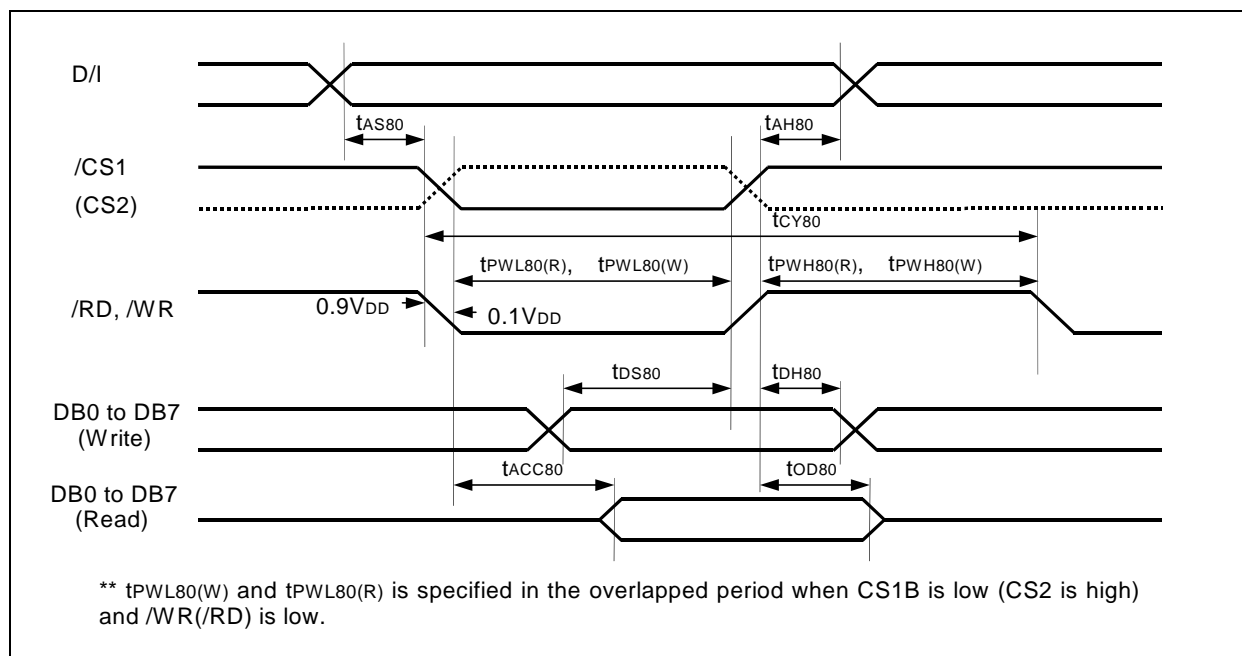 D/I
tAS80
tAH80
/CS1
(CS2)
tCY80
tPWL80(R), tPWL80(W)
tPWH80(R), tPWH80(W)
/RD, /WR
0.9VDD
0.1VDD
tDS80
tDH80
DB0 to DB7
(Write)
tACC80
tOD80
DB0 to DB7
(Read)
** tPWL80(W) and tPWL80(R) is specified in the overlapped period when CS1B is low (CS2 is high)
and /WR(/RD) is low.